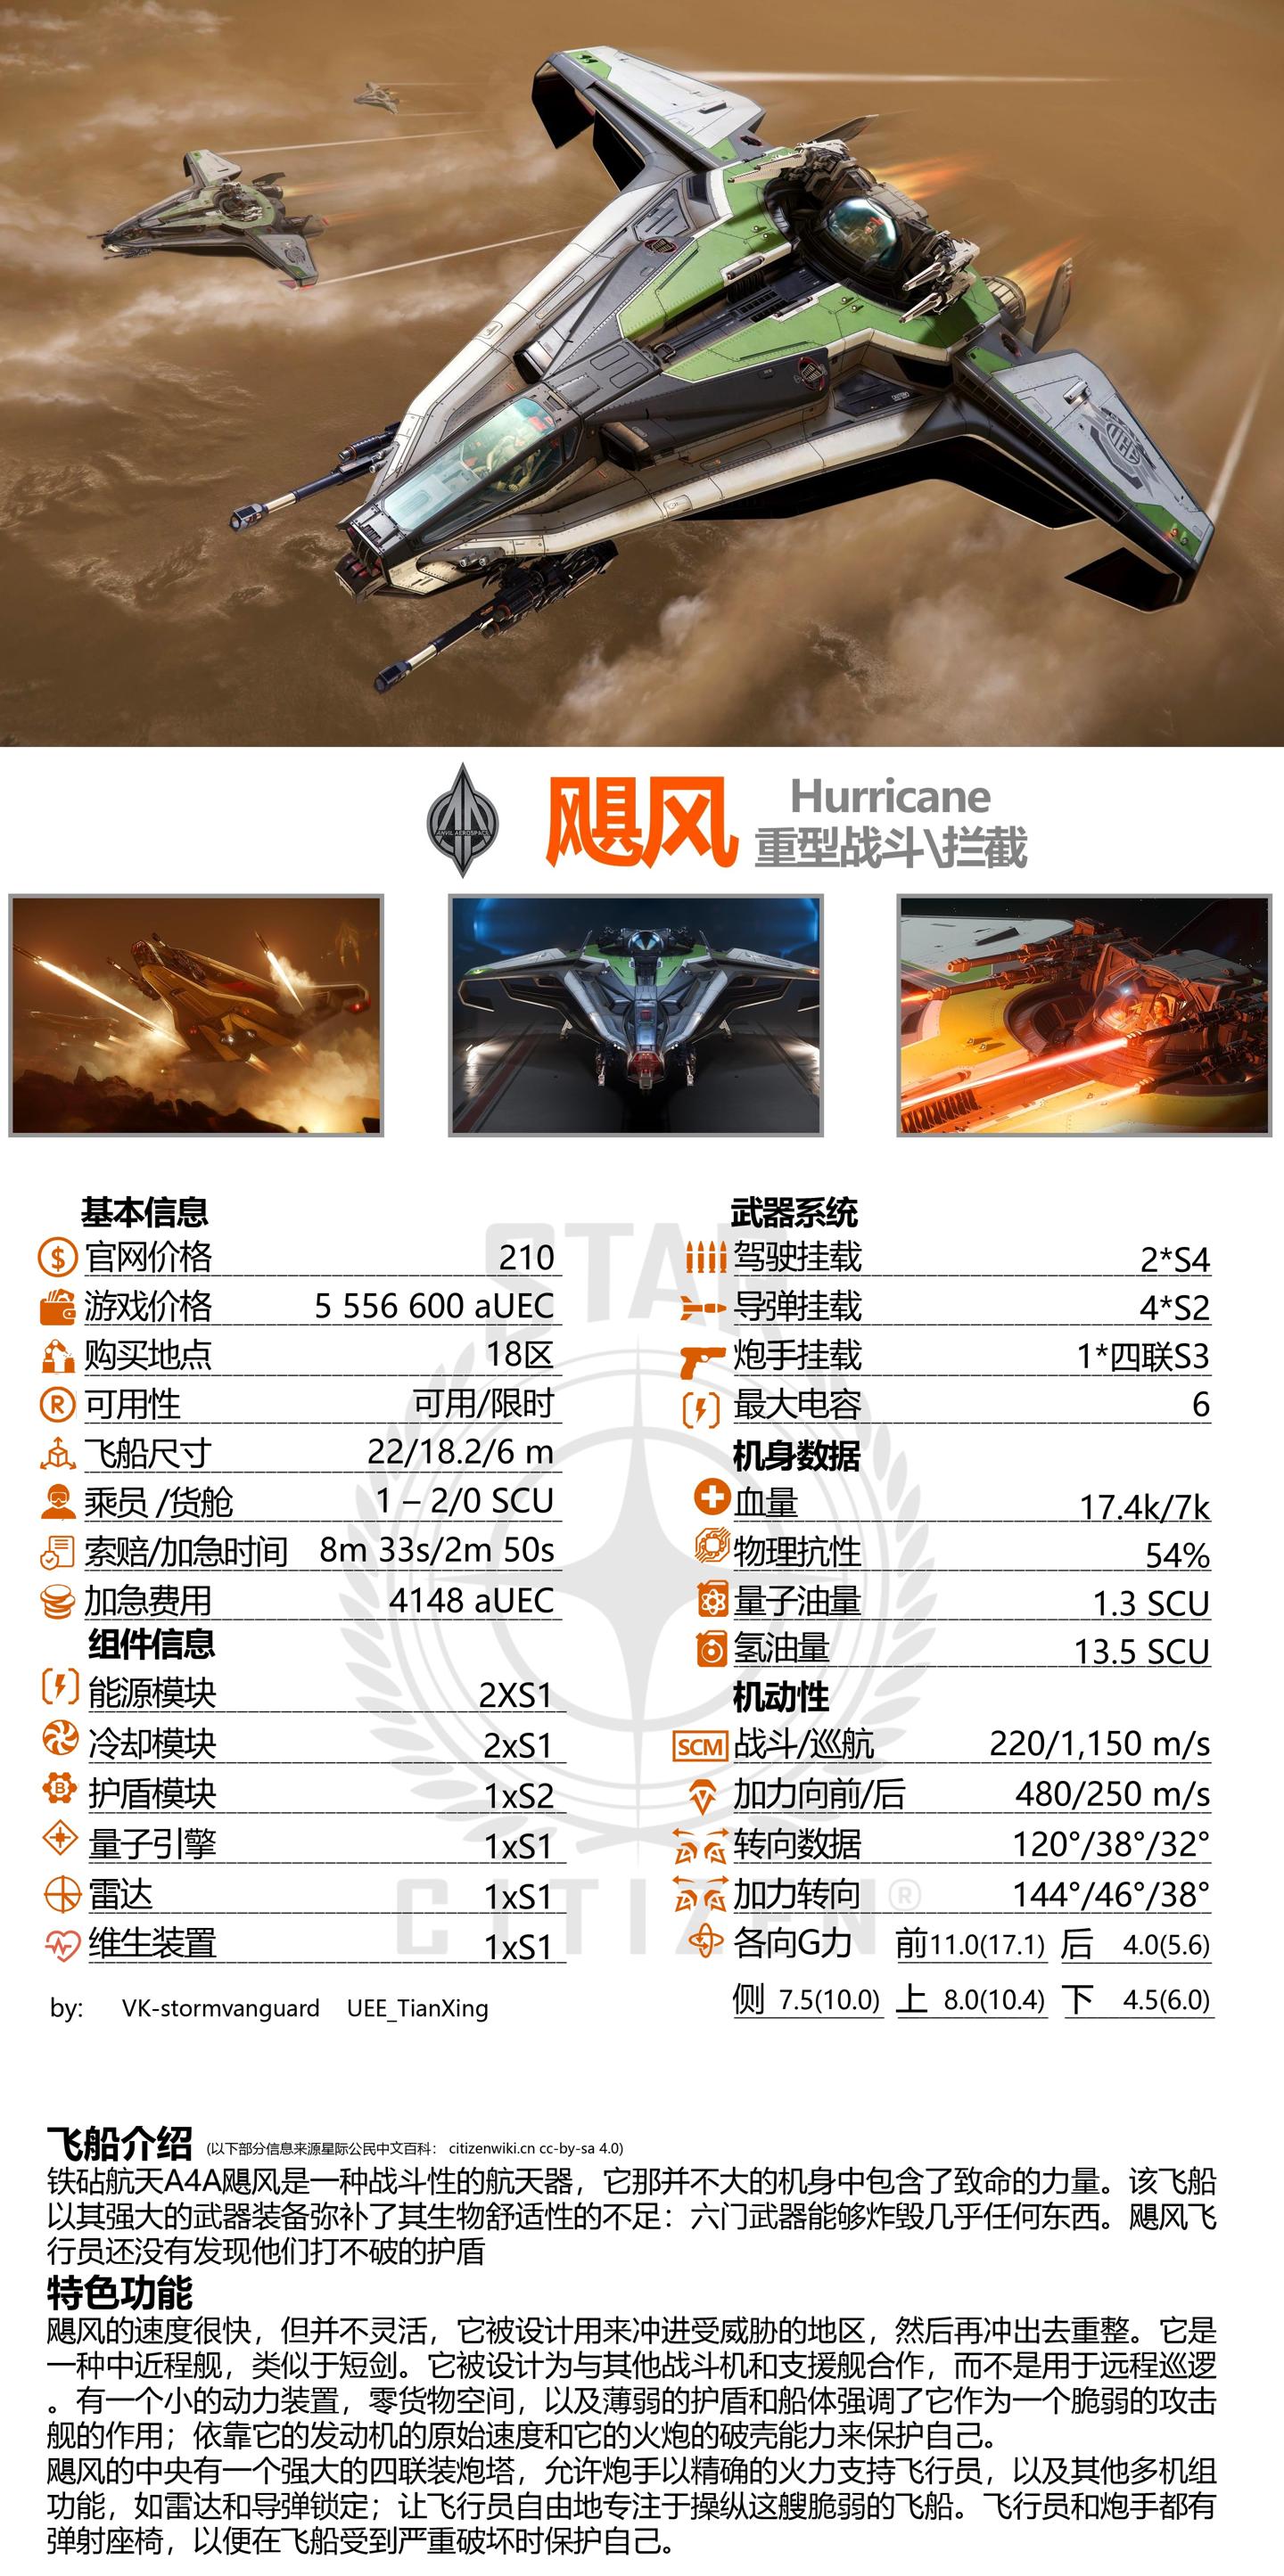 ANVIL AEROSPACE
飓风
Hurricane
重型战斗\拦截
基本信息
官网价格 210
游戏价格 5 556 600 aUEC
购买地点 18区
可用性 可用/限时
飞船尺寸 22/18.2/6 m
乘员 /货舱 1 – 2/0 SCU
索赔/加急时间 8m 33s/2m 50s
加急费用 4148 aUEC
组件信息
能源模块 2XS1
冷却模块 2xS1
护盾模块 1xS2
量子引擎 1xS1
雷达 1xS1
维生装置 1xS1
by: VK-stormvanguard UEE_TianXing
武器系统
驾驶挂载 2*S4
导弹挂载 4*S2
炮手挂载 1*四联S3
最大电容 6
机身数据
血量 17.4k/7k
物理抗性 54%
量子油量 1.3 SCU
氢油量 13.5 SCU
机动性
SCM 战斗/巡航 220/1,150 m/s
加力向前/后 480/250 m/s
转向数据 120°/38°/32°
加力转向 144°/46°/38°
各向G力 前11.0(17.1) 后 4.0(5.6)
侧 7.5(10.0) 上 8.0(10.4) 下 4.5(6.0)
STAR
CITIZEN®
飞船介绍 (以下部分信息来源星际公民中文百科： citizenwiki.cn cc-by-sa 4.0)
铁砧航天A4A飓风是一种战斗性的航天器，它那并不大的机身中包含了致命的力量。该飞船
以其强大的武器装备弥补了其生物舒适性的不足：六门武器能够炸毁几乎任何东西。飓风飞
行员还没有发现他们打不破的护盾
特色功能
飓风的速度很快，但并不灵活，它被设计用来冲进受威胁的地区，然后再冲出去重整。它是
一种中近程舰，类似于短剑。它被设计为与其他战斗机和支援舰合作，而不是用于远程巡逻
。有一个小的动力装置，零货物空间，以及薄弱的护盾和船体强调了它作为一个脆弱的攻击
舰的作用；依靠它的发动机的原始速度和它的火炮的破壳能力来保护自己。
飓风的中央有一个强大的四联装炮塔，允许炮手以精确的火力支持飞行员，以及其他多机组
功能，如雷达和导弹锁定；让飞行员自由地专注于操纵这艘脆弱的飞船。飞行员和炮手都有
弹射座椅，以便在飞船受到严重破坏时保护自己。